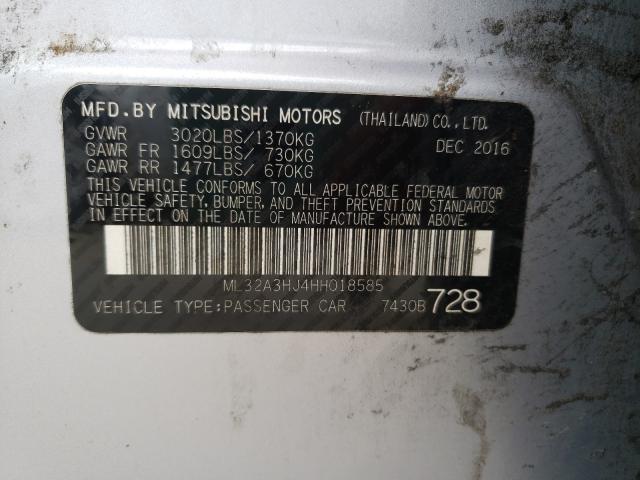 MFD.BY MITSUBISHI MOTORS (THAILAND) CO.,LTD.
GVWR 3020LBS/1370KG DEC 2016
GAWR FR 1609LBS/ 730KG
GAWR RR 1477LBS/ 670KG
THIS VEHICLE CONFORMS TO ALL APPLICABLE FEDERAL MOTOR
VEHICLE SAFETY, BUMPER, AND THEFT PREVENTION STANDARDS
IN EFFECT ON THE DATE OF MANUFACTURE SHOWN ABOVE.
ML32A3HJ4HH018585
VEHICLE TYPE:PASSENGER CAR 7430B 728